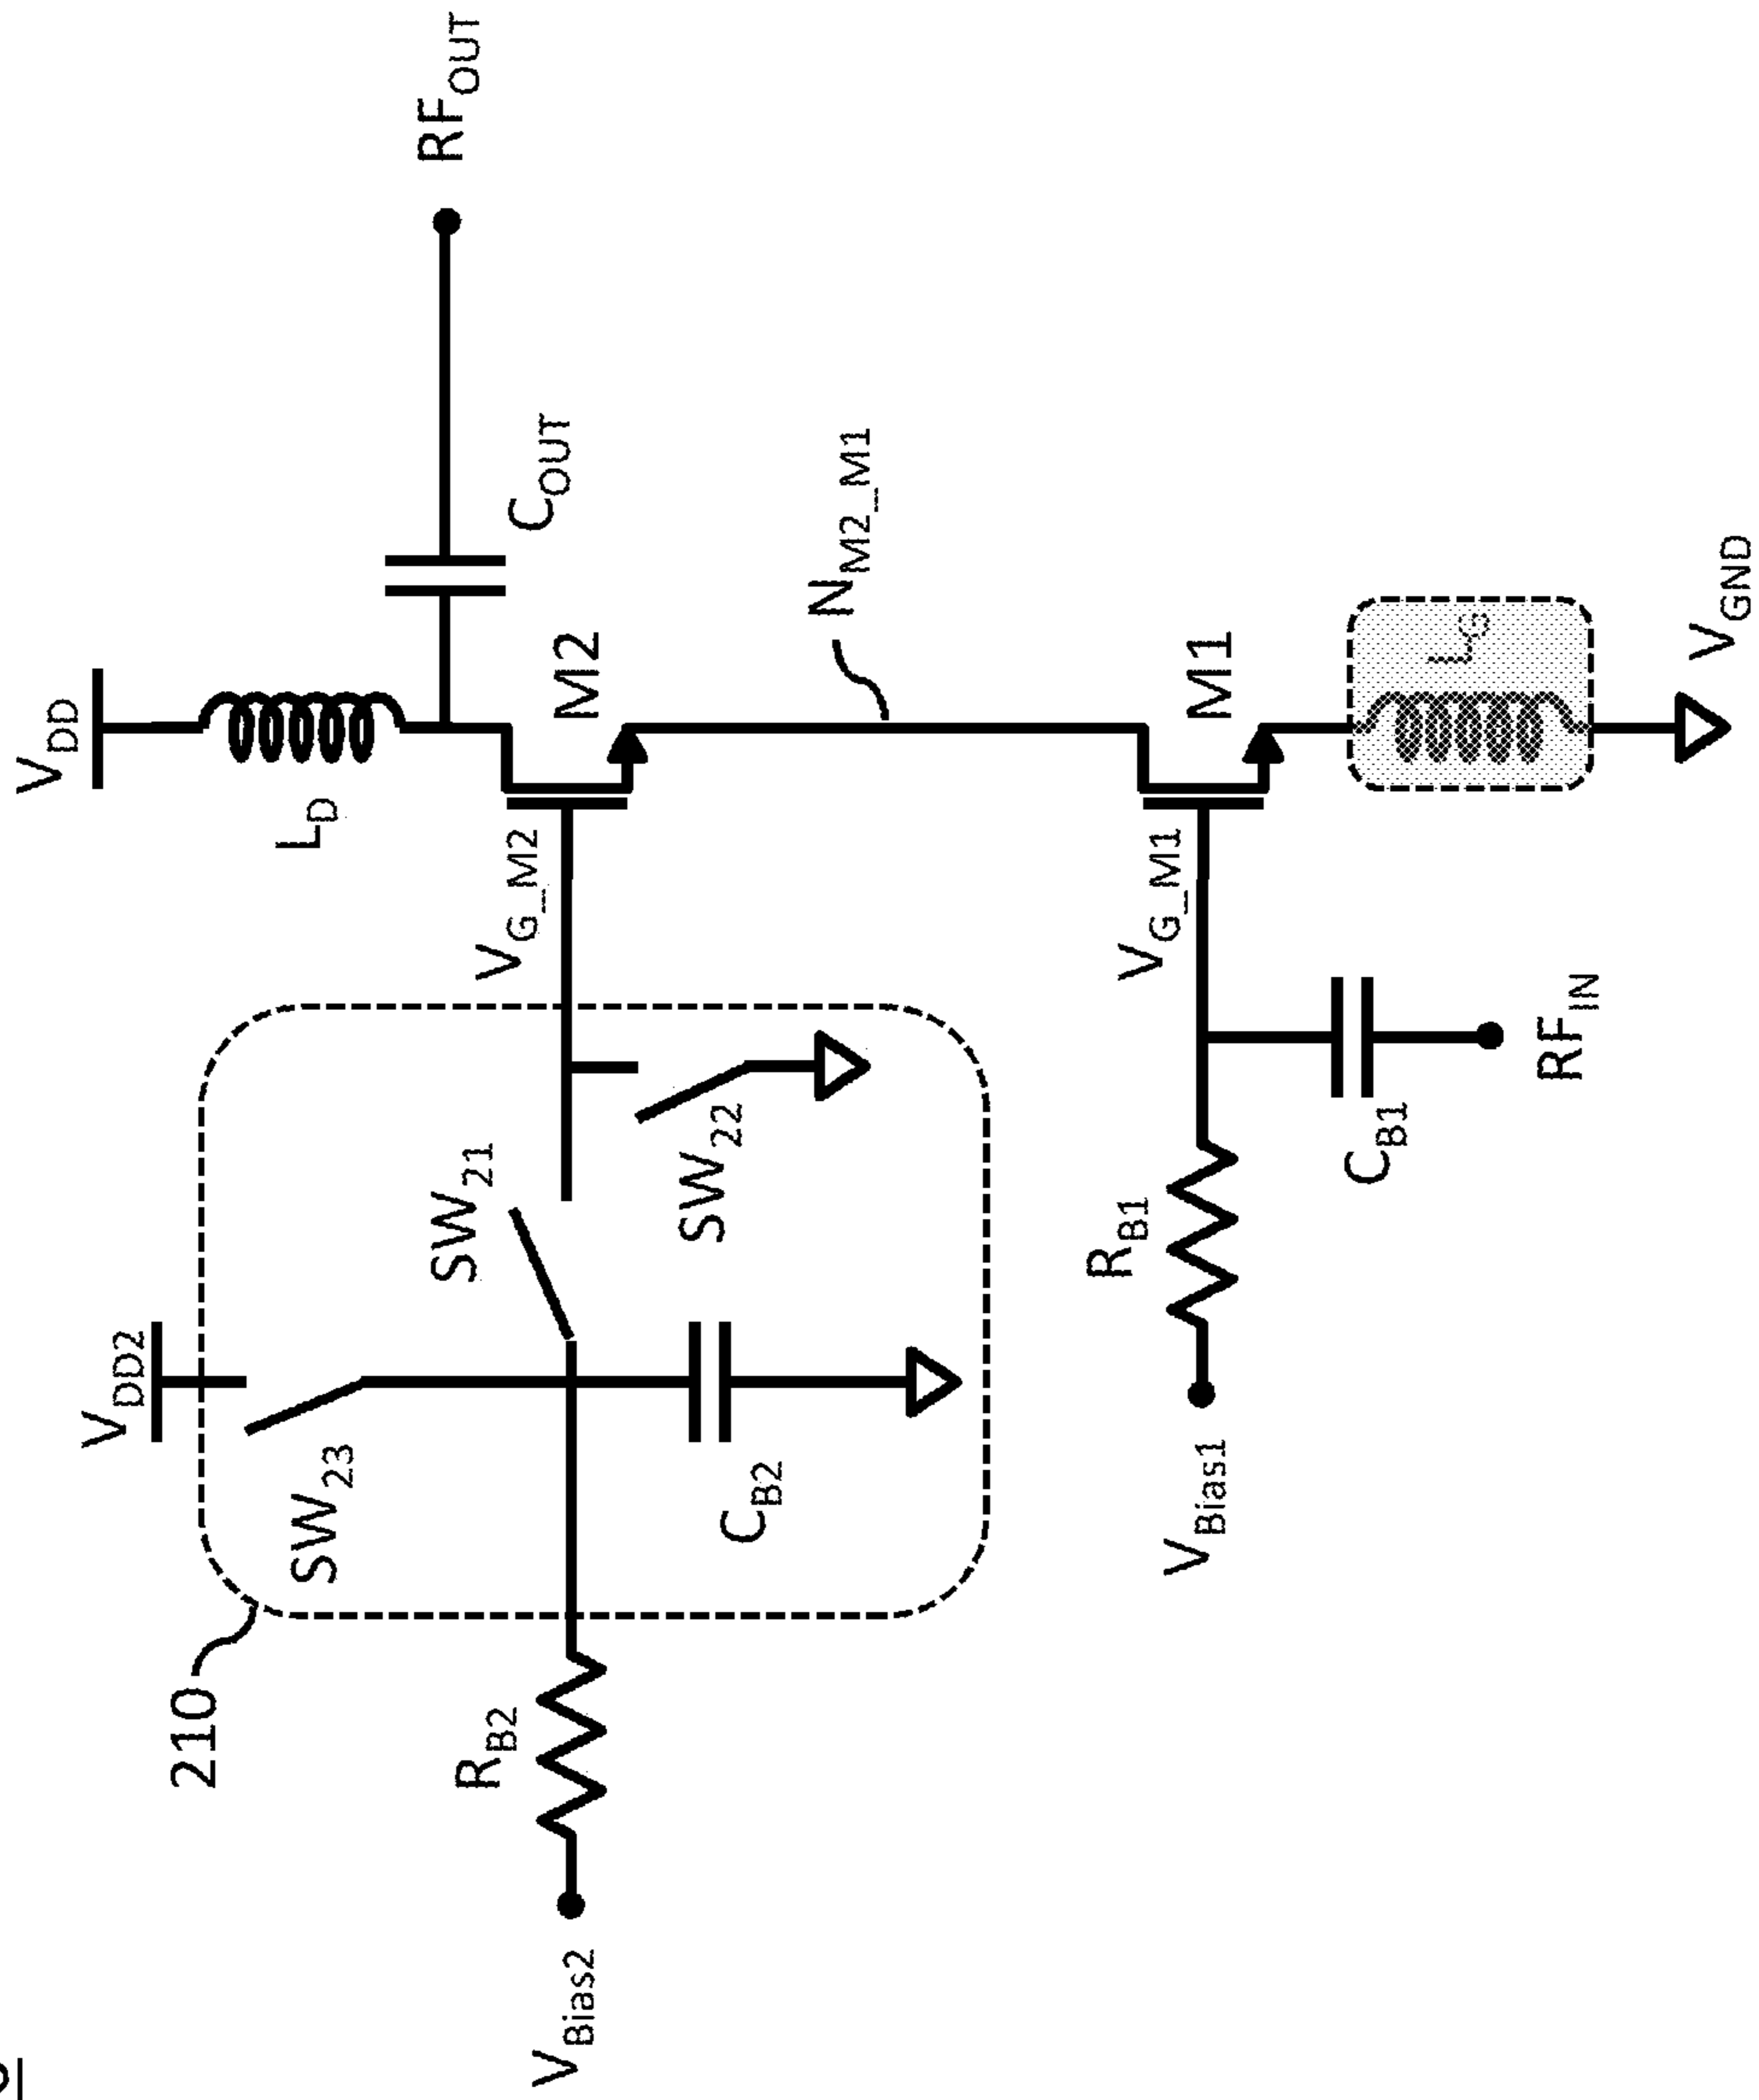 V_DD
L_D
RF_OUT
C_OUT
M2
V_G_M2
N_M2_M1
V_DD2
SW_23
SW_21
SW_22
C_B2
210
R_B2
V_Bias2
M1
V_G_M1
R_B1
C_B1
V_Bias1
RF_IN
L_G
V_GND